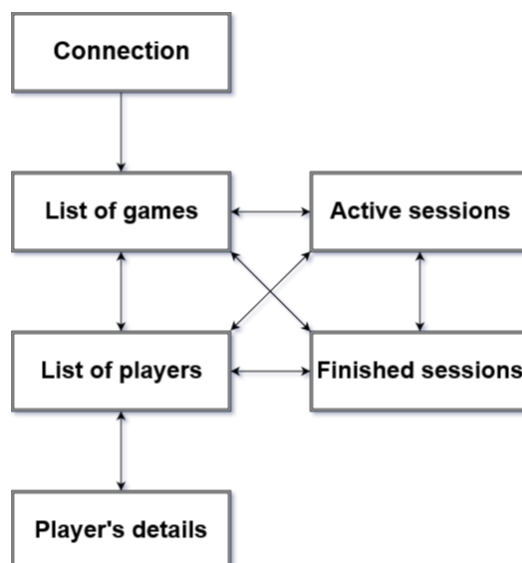 Connection
List of games
Active sessions
List of players
Finished sessions
Player's details